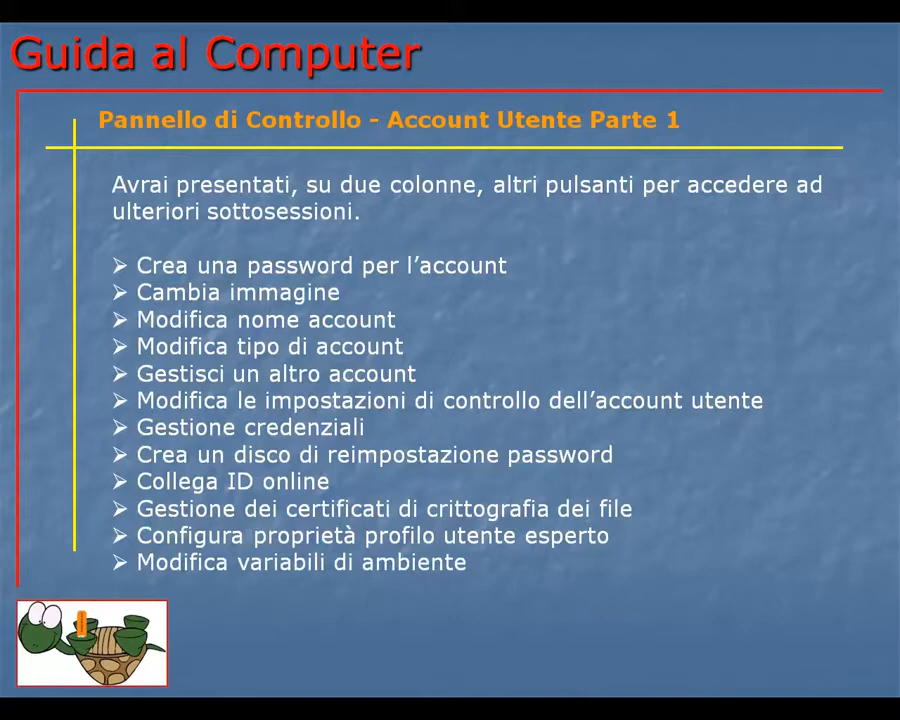 Guida al Computer
Pannello di Controllo - Account Utente Parte 1
Avrai presentati, su due colonne, altri pulsanti per accedere ad
ulteriori sottosessioni.
➢ Crea una password per l’account
➢ Cambia immagine
➢ Modifica nome account
➢ Modifica tipo di account
➢ Gestisci un altro account
➢ Modifica le impostazioni di controllo dell’account utente
➢ Gestione credenziali
➢ Crea un disco di reimpostazione password
➢ Collega ID online
➢ Gestione dei certificati di crittografia dei file
➢ Configura proprietà profilo utente esperto
➢ Modifica variabili di ambiente